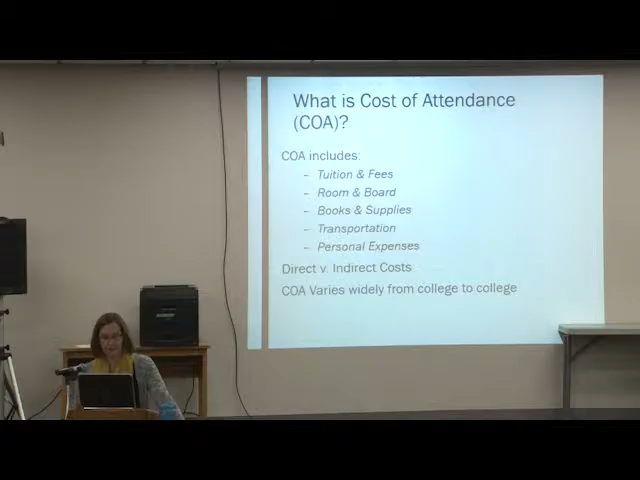 What is Cost of Attendance
(COA)?
COA includes:
– Tuition & Fees
– Room & Board
– Books & Supplies
– Transportation
– Personal Expenses
Direct v. Indirect Costs
COA Varies widely from college to college